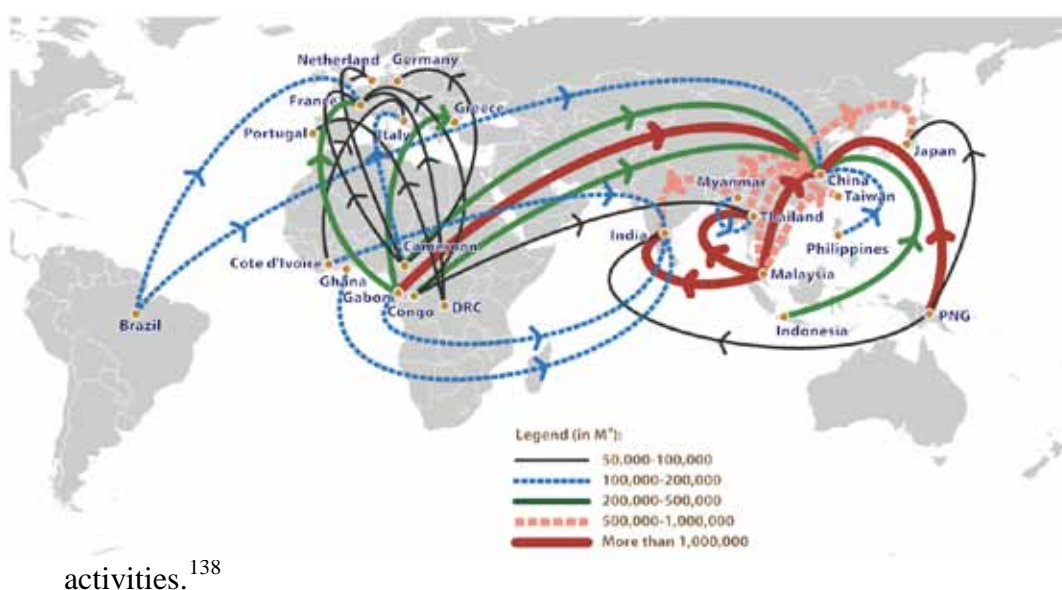 Netherland Germany
France Greece
Portugal Italy
Japan
Myanmar China
Taiwan
Thailand
India
Philippines
Cote d'Ivoire Cameroon
Ghana
Gabon
Malaysia
Congo DRC
Brazil
Indonesia
PNG
Legend (in M³):
50,000-100,000
100,000-200,000
200,000-500,000
500,000-1,000,000
More than 1,000,000
activities.138